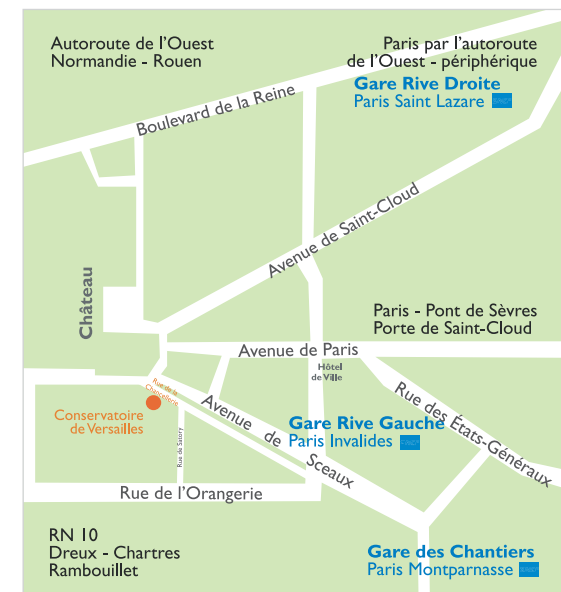 Autoroute de l'Ouest
Normandie - Rouen
Paris par l'autoroute
de l'Ouest - périphérique
Gare Rive Droite
Paris Saint Lazare
Boulevard de la Reine
Avenue de Saint-Cloud
Château
Paris - Pont de Sèvres
Porte de Saint-Cloud
Avenue de Paris
Hôtel
de Ville
Rue de la
Chancellerie
Conservatoire
de Versailles
Rue de Satory
Avenue de Sceaux
Gare Rive Gauche
Paris Invalides
Rue des États-Généraux
Rue de l'Orangerie
RN 10
Dreux - Chartres
Rambouillet
Gare des Chantiers
Paris Montparnasse